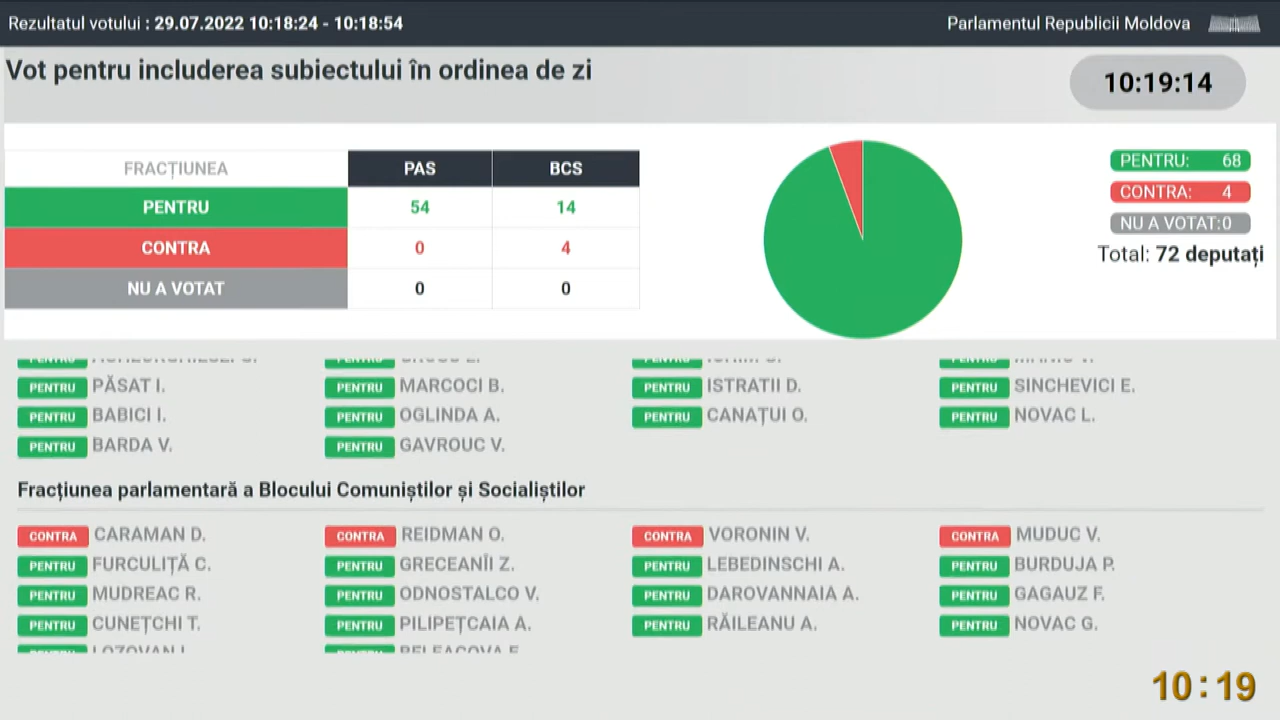 Rezultatul votului : 29.07.2022 10:18:24 - 10:18:54
Parlamentul Republicii Moldova
Vot pentru includerea subiectului în ordinea de zi
10:19:14
FRACȚIUNEA PAS BCS
PENTRU 54 14
CONTRA 0 4
NU A VOTAT 0 0
PENTRU: 68
CONTRA: 4
NU A VOTAT:0
Total: 72 deputați
PENTRU PĂSAT I. PENTRU MARCOCI B. PENTRU ISTRATII D. PENTRU SINCHEVICI E.
PENTRU BABICI I. PENTRU OGLINDA A. PENTRU CANAȚUI O. PENTRU NOVAC L.
PENTRU BARDA V. PENTRU GAVROUC V.
Fracțiunea parlamentară a Blocului Comuniștilor și Socialiștilor
CONTRA CARAMAN D. CONTRA REIDMAN O. CONTRA VORONIN V. CONTRA MUDUC V.
PENTRU FURCULIȚĂ C. PENTRU GRECEANÎI Z. PENTRU LEBEDINSCHI A. PENTRU BURDUJA P.
PENTRU MUDREAC R. PENTRU ODNOSTALCO V. PENTRU DAROVANNAIA A. PENTRU GAGAUZ F.
PENTRU CUNEȚCHI T. PENTRU PILIPEȚCAIA A. PENTRU RĂILEANU A. PENTRU NOVAC G.
10:19